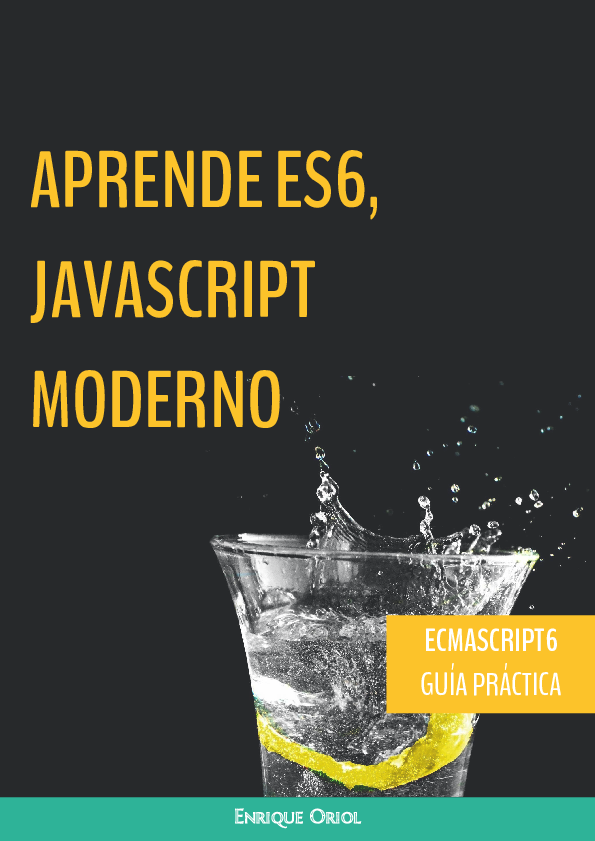 APRENDE ES6,
JAVASCRIPT
MODERNO
ECMASCRIPT6
GUÍA PRÁCTICA
ENRIQUE ORIOL